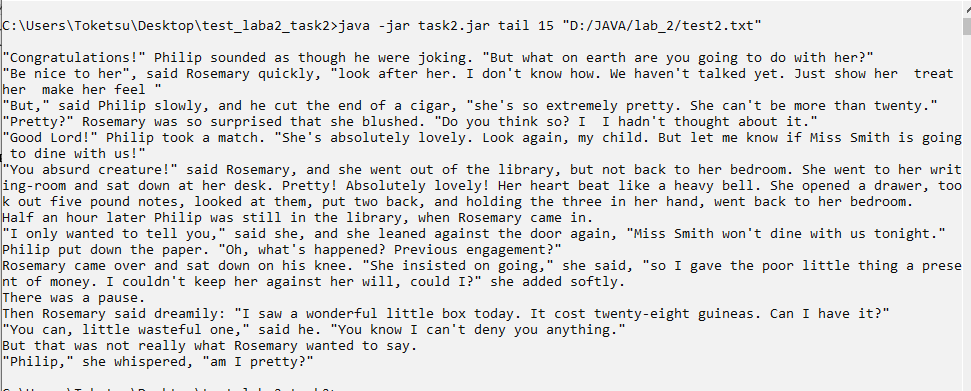 C:\Users\Toketsu\Desktop\test_laba2_task2>java -jar task2.jar tail 15 "D:/JAVA/lab_2/test2.txt"
"Congratulations!" Philip sounded as though he were joking. "But what on earth are you going to do with her?"
"Be nice to her", said Rosemary quickly, "look after her. I don't know how. We haven't talked yet. Just show her  treat
her  make her feel "
"But," said Philip slowly, and he cut the end of a cigar, "she's so extremely pretty. She can't be more than twenty."
"Pretty?" Rosemary was so surprised that she blushed. "Do you think so? I  I hadn't thought about it."
"Good Lord!" Philip took a match. "She's absolutely lovely. Look again, my child. But let me know if Miss Smith is going
 to dine with us!"
"You absurd creature!" said Rosemary, and she went out of the library, but not back to her bedroom. She went to her writ
ing-room and sat down at her desk. Pretty! Absolutely lovely! Her heart beat like a heavy bell. She opened a drawer, too
k out five pound notes, looked at them, put two back, and holding the three in her hand, went back to her bedroom.
Half an hour later Philip was still in the library, when Rosemary came in.
"I only wanted to tell you," said she, and she leaned against the door again, "Miss Smith won't dine with us tonight."
Philip put down the paper. "Oh, what's happened? Previous engagement?"
Rosemary came over and sat down on his knee. "She insisted on going," she said, "so I gave the poor little thing a prese
nt of money. I couldn't keep her against her will, could I?" she added softly.
There was a pause.
Then Rosemary said dreamily: "I saw a wonderful little box today. It cost twenty-eight guineas. Can I have it?"
"You can, little wasteful one," said he. "You know I can't deny you anything."
But that was not really what Rosemary wanted to say.
"Philip," she whispered, "am I pretty?"